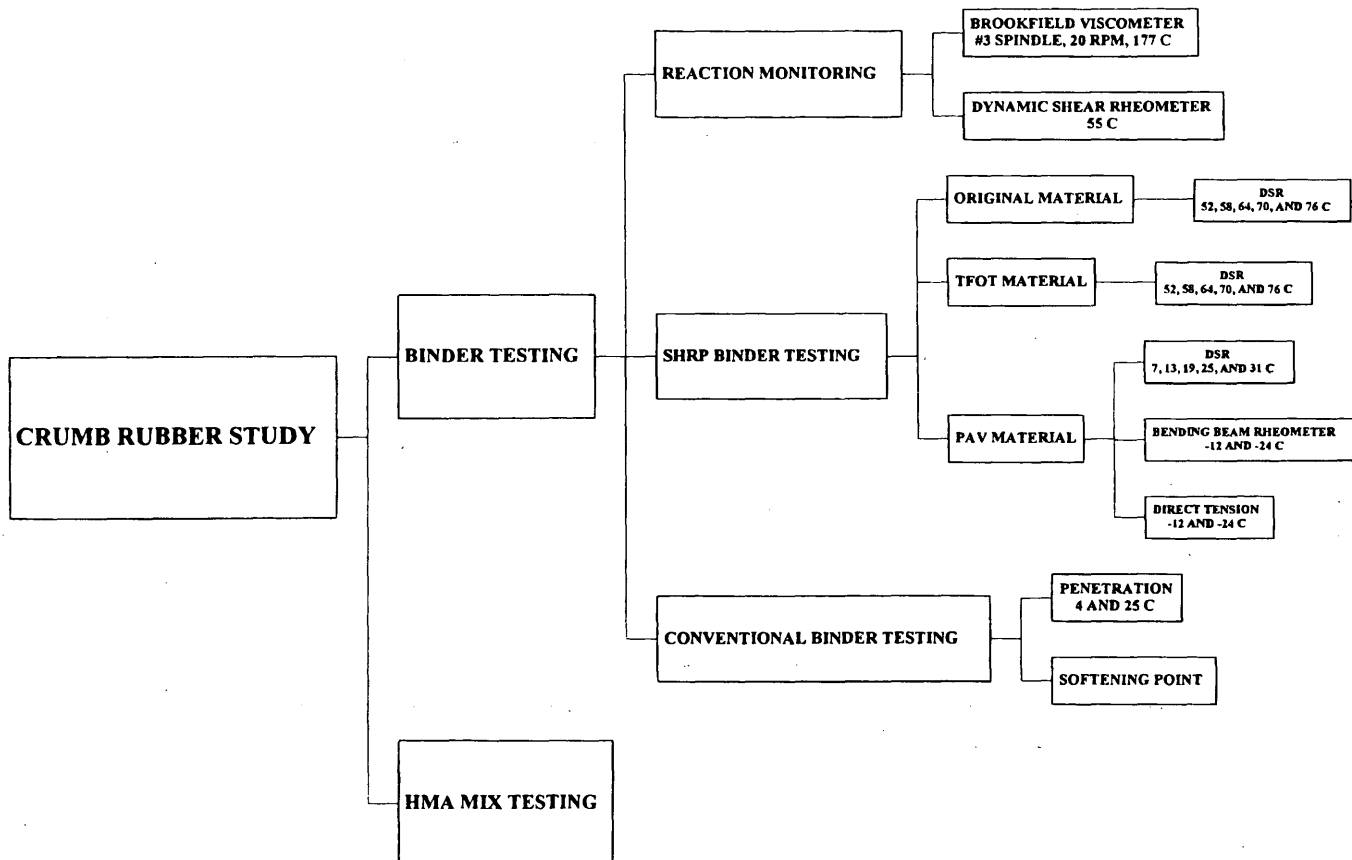 CRUMB RUBBER STUDY
BINDER TESTING
REACTION MONITORING
BROOKFIELD VISCOMETER
#3 SPINDLE, 20 RPM, 177 C
DYNAMIC SHEAR RHEOMETER
55 C
SHRP BINDER TESTING
ORIGINAL MATERIAL
DSR
52, 58, 64, 70, AND 76 C
TFOT MATERIAL
DSR
52, 58, 64, 70, AND 76 C
PAV MATERIAL
DSR
7, 13, 19, 25, AND 31 C
BENDING BEAM RHEOMETER
-12 AND -24 C
DIRECT TENSION
-12 AND -24 C
CONVENTIONAL BINDER TESTING
PENETRATION
4 AND 25 C
SOFTENING POINT
HMA MIX TESTING